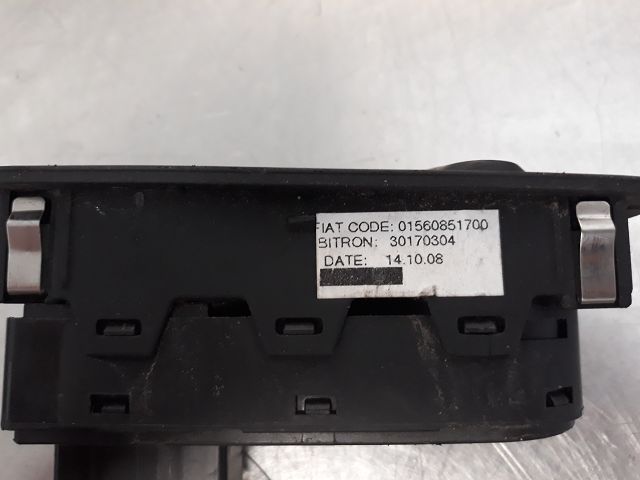 FIAT CODE: 01560851700
BITRON: 30170304
DATE: 14.10.08